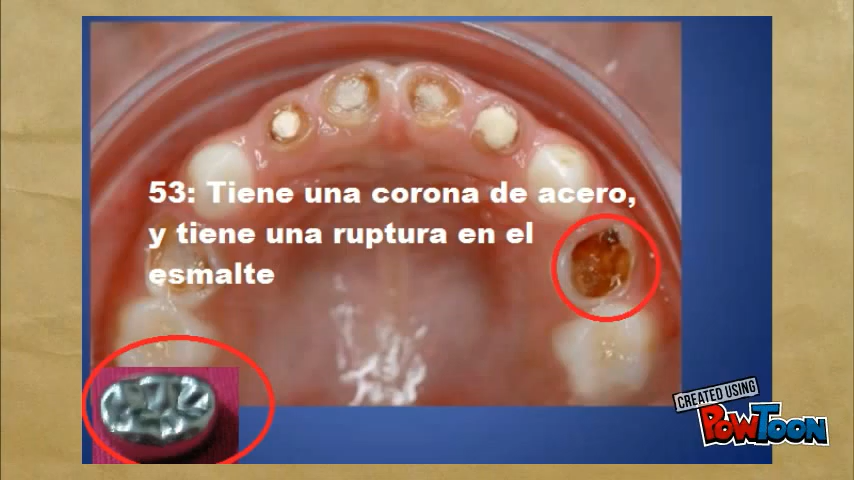 53: Tiene una corona de acero,
y tiene una ruptura en el
esmalte
CREATED USING
POWTOON